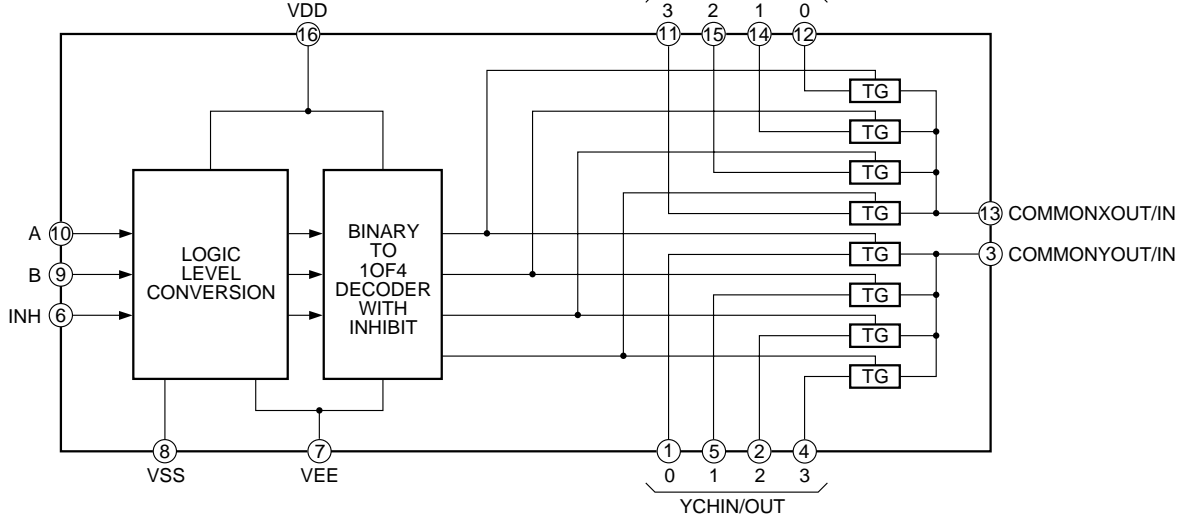 VDD
3 2 1 0
16
11 15 14 12
TG
TG
TG
TG
13 COMMONXOUT/IN
A 10
B 9
INH 6
LOGIC
LEVEL
CONVERSION
BINARY
TO
1OF4
DECODER
WITH
INHIBIT
TG
3 COMMONYOUT/IN
TG
TG
TG
8
VSS
7
VEE
1 5 2 4
0 1 2 3
YCHIN/OUT